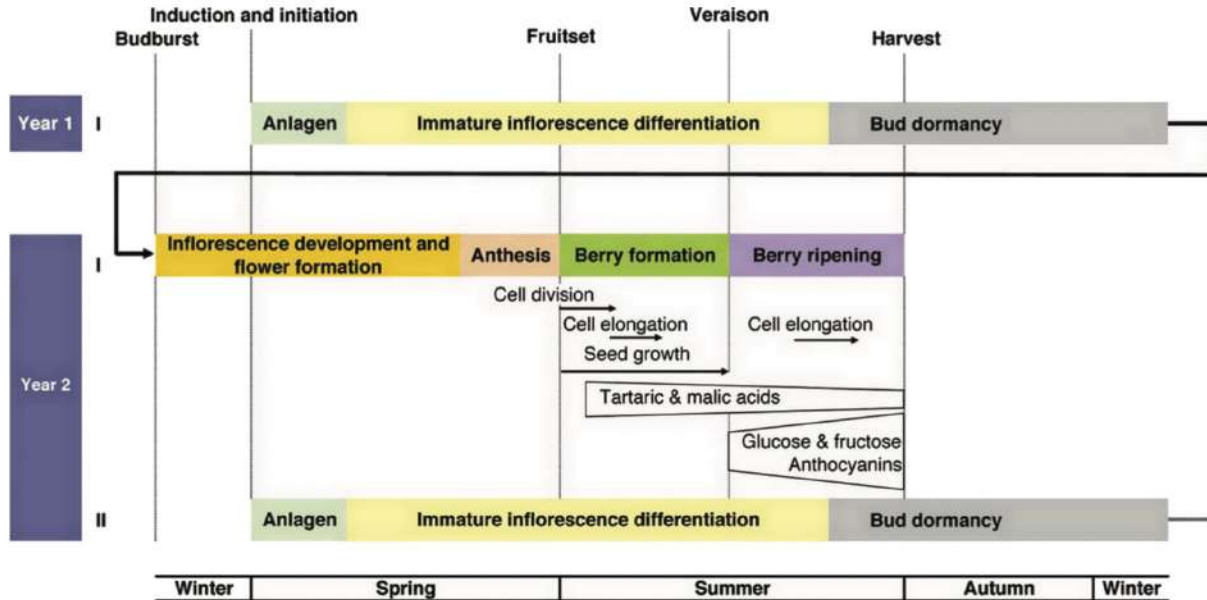 Induction and initiation
Veraison
Budburst
Fruitset
Harvest
Year 1
I
Anlagen
Immature inflorescence differentiation
Bud dormancy
Inflorescence development and
flower formation
Anthesis
Berry formation
Berry ripening
I
Cell division
Cell elongation
Cell elongation
Seed growth
Year 2
Tartaric & malic acids
Glucose & fructose
Anthocyanins
II
Anlagen
Immature inflorescence differentiation
Bud dormancy
Winter
Spring
Summer
Autumn
Winter